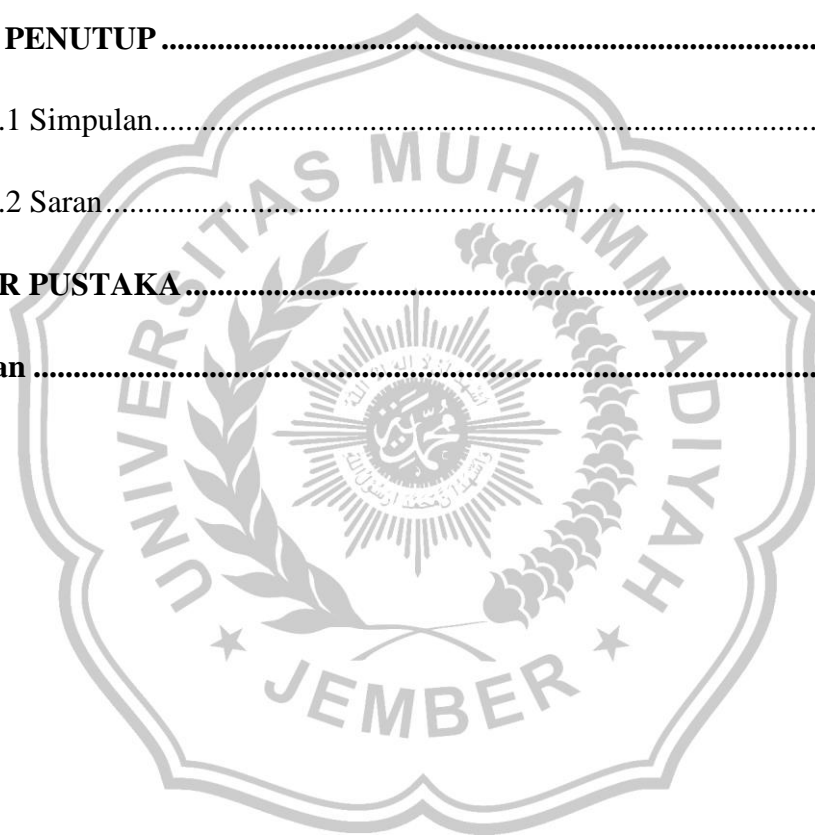 PENUTUP ........................................................................................
.1 Simpulan........................................................................................
.2 Saran........................................................................................
R PUSTAKA ........................................................................................
an ........................................................................................
UNIVERSITAS MUHAMMADIYAH
JEMBER